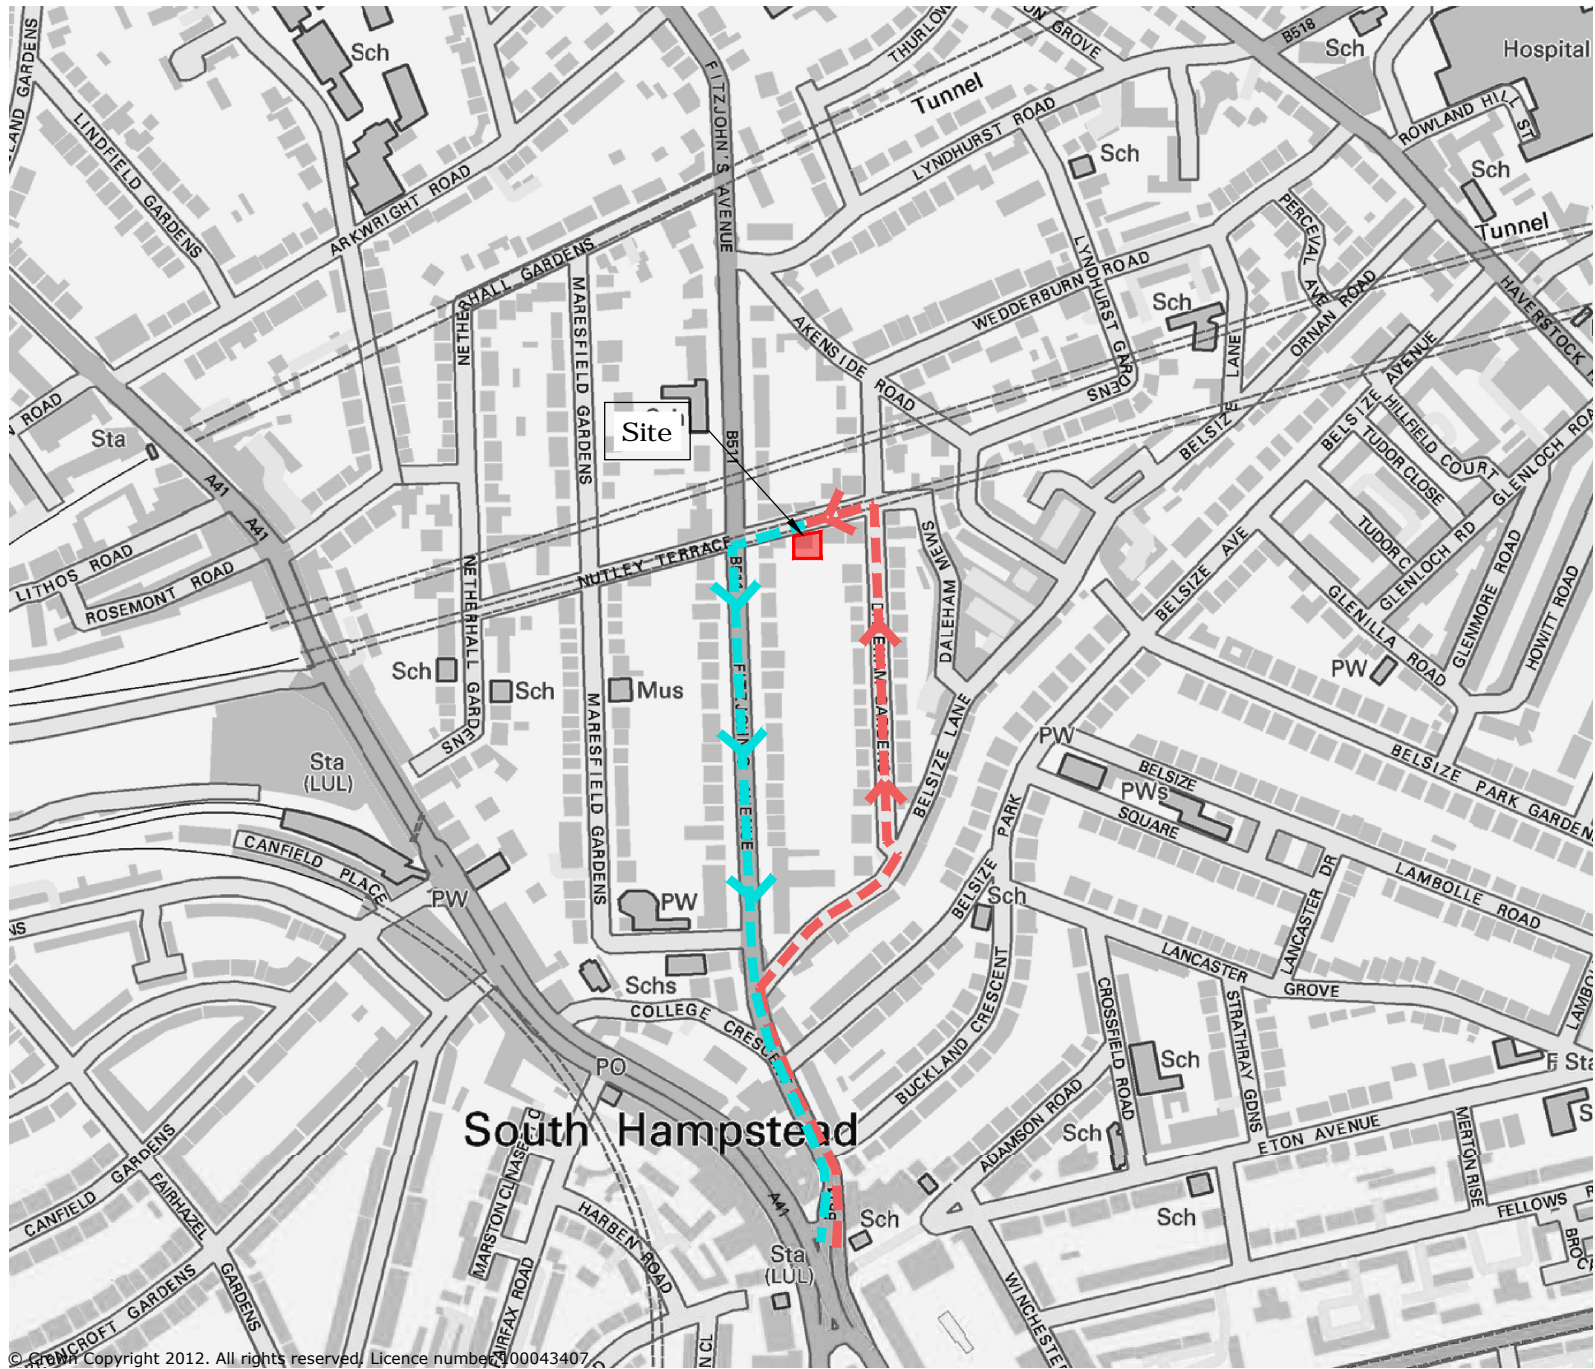 Sch
LINDFIELD GARDENS
ARKWRIGHT ROAD
FITZJOHN'S AVENUE
Tunnel
LYNDHURST ROAD
B518
Sch
Hospital
ROWLAND HILL ST
Sch
Sch
Tunnel
PERCEVAL AVE
ORNAN ROAD
HAVERSTOCK
LYNDHURST GARDENS
WEDDERBURN ROAD
Sch
LANE
BELSIZE
AKENSIDE ROAD
NETHERHALL GARDENS
MARESFIELD GARDENS
Site
Sta
A41
A41
BELSIZE AVENUE
HILLFIELD COURT
TUDOR CLOSE
GLENLOCH ROAD
GLENLOCH RD
LITHOS ROAD
ROSEMONT ROAD
NUTLEY TERRACE
DALEHAM MEWS
BELSIZE AVE
GLENILLA ROAD
GLENMORE ROAD
HOWITT ROAD
PW
NETHERHALL GARDENS
Sch
Sch
Mus
MARESFIELD GARDENS
BELSIZE LANE
PW
BELSIZE
SQUARE
PWs
BELSIZE PARK GARDENS
BELSIZE PARK
Sta
(LUL)
CANFIELD PLACE
PW
PW
Sch
Schs
COLLEGE CRESCENT
LANCASTER GROVE
LANCASTER DR
LAMBOLLE ROAD
BUCKLAND CRESCENT
CROSSFIELD ROAD
STRATHRAY GDNS
Sch
PO
South Hampstead
ADAMSON ROAD
Sch
ETON AVENUE
MERTON RISE
FELLOWS
Sch
Sch
A41
Sta
(LUL)
HARBEN ROAD
FAIRFAX ROAD
CANFIELD GARDENS
FAIRHAZEL
GARDENS
WINCHESTER
© Crown Copyright 2012. All rights reserved. Licence number 100043407